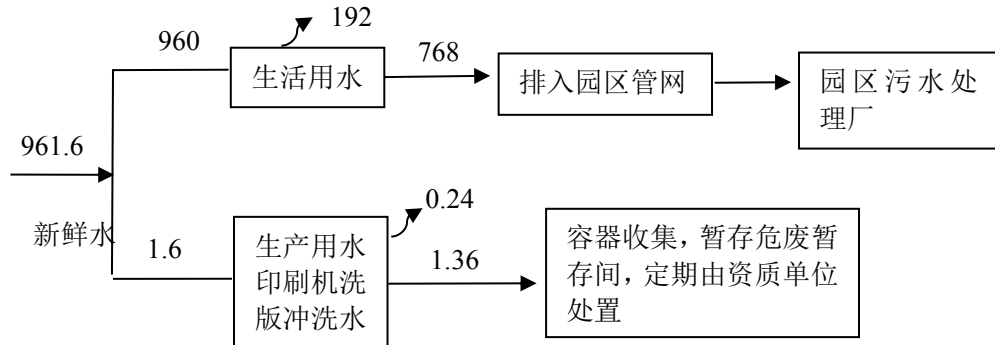 192
960
生活用水
768
排入园区管网
园区污水处
理厂
961.6
新鲜水
1.6
生产用水
印刷机洗
版冲洗水
0.24
1.36
容器收集，暂存危废暂
存间，定期由资质单位
处置